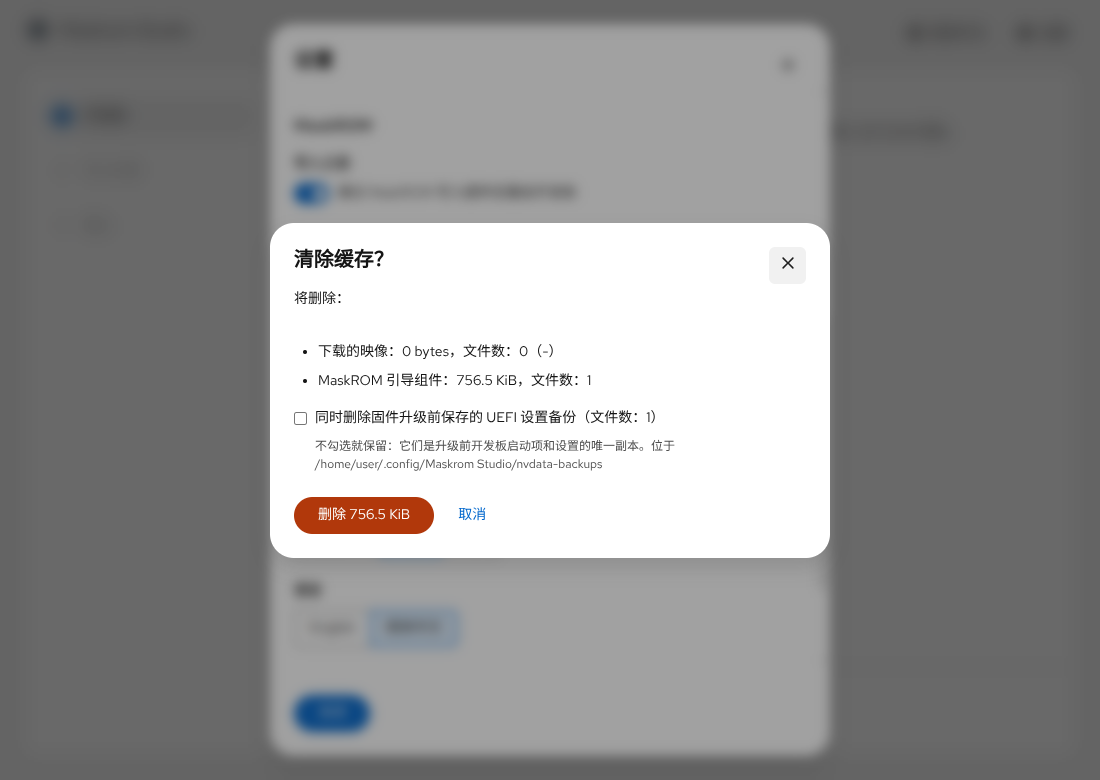 清除缓存？
将删除：
下载的映像：0 bytes，文件数：0（-）
MaskROM 引导组件：756.5 KiB，文件数：1
同时删除固件升级前保存的 UEFI 设置备份（文件数：1）
不勾选就保留：它们是升级前开发板启动项和设置的唯一副本。位于
/home/user/.config/Maskrom Studio/nvdata-backups
删除 756.5 KiB
取消